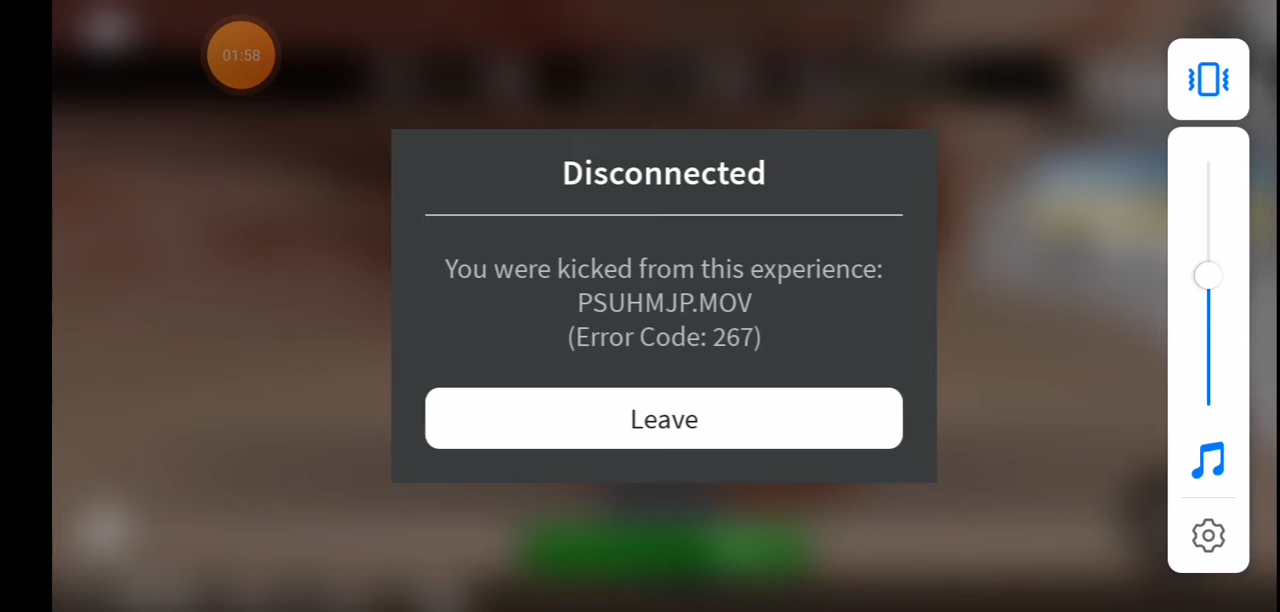 01:58
Disconnected
You were kicked from this experience:
PSUHMJP.MOV
(Error Code: 267)
Leave